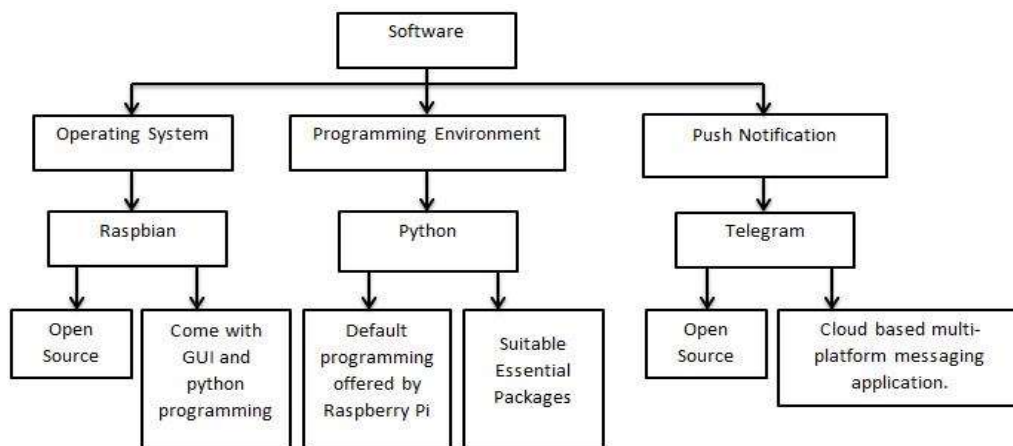 Software
Operating System
Programming Environment
Push Notification
Raspbian
Python
Telegram
Open
Source
Come with
GUI and
python
programming
Default
programming
offered by
Raspberry Pi
Suitable
Essential
Packages
Open
Source
Cloud based multi-
platform messaging
application.